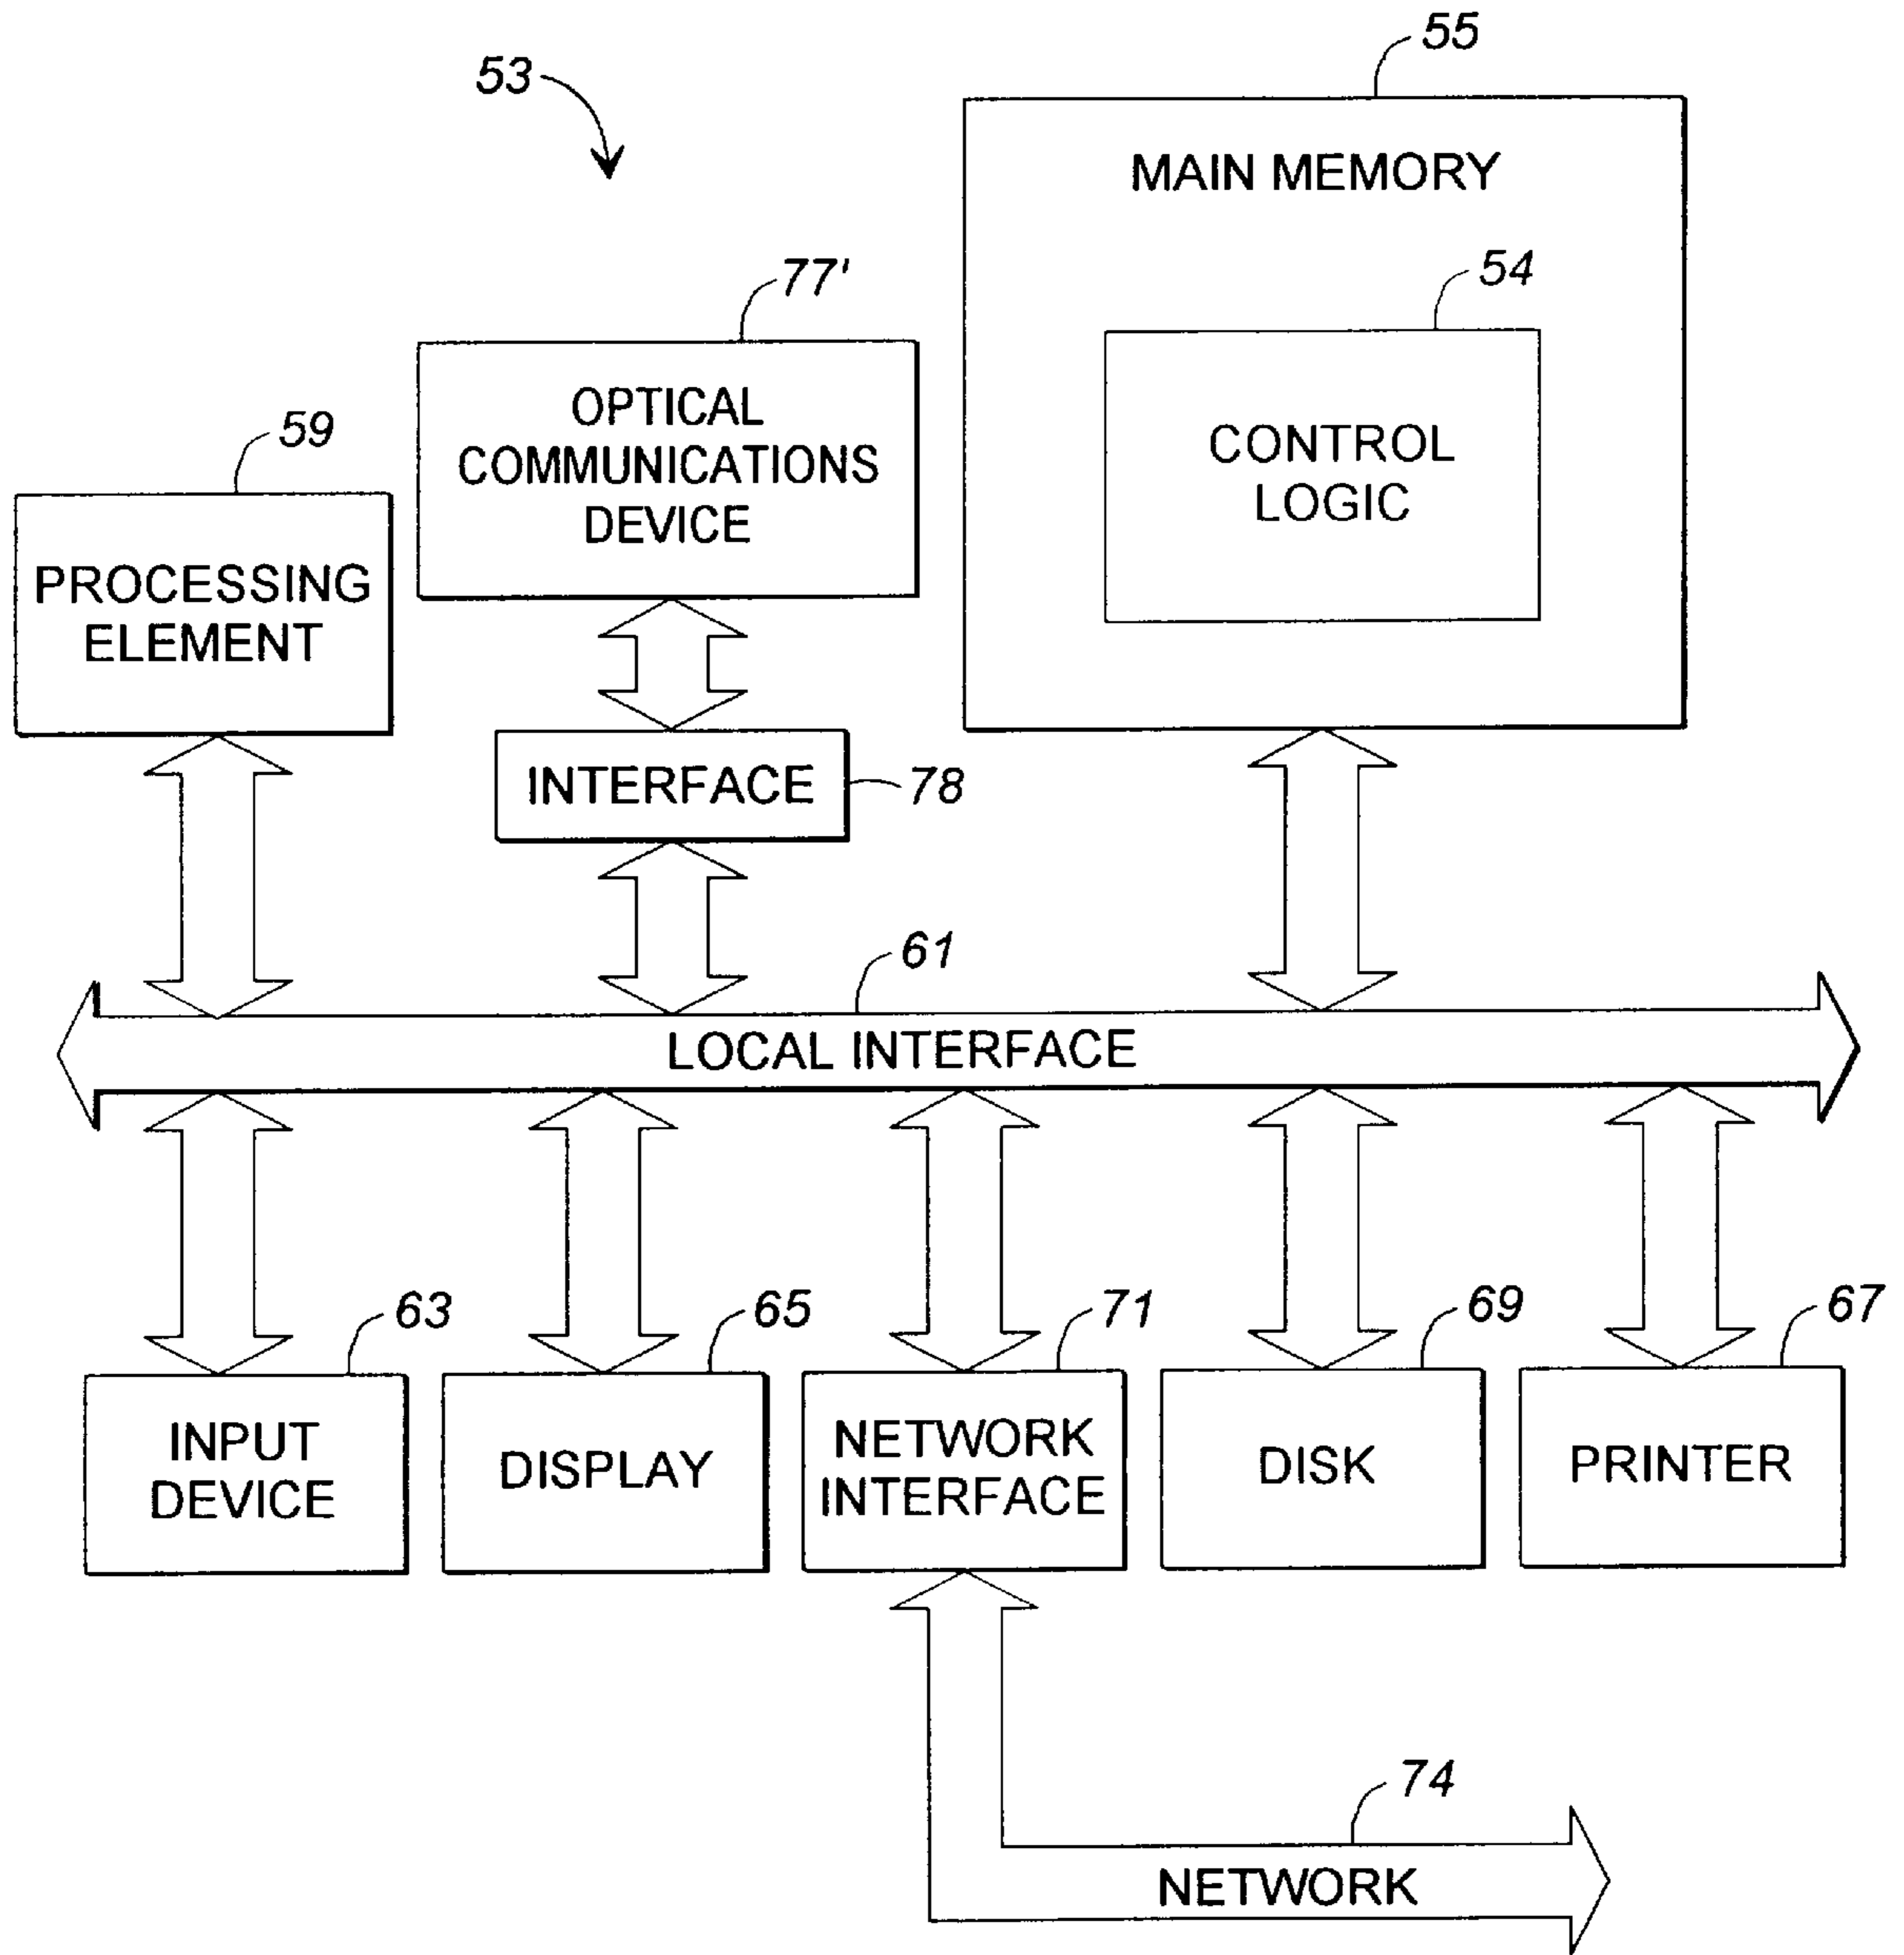 55
53
MAIN MEMORY
77'
54
OPTICAL
COMMUNICATIONS
DEVICE
CONTROL
LOGIC
59
PROCESSING
ELEMENT
INTERFACE
78
61
LOCAL INTERFACE
63
65
71
69
67
INPUT
DEVICE
DISPLAY
NETWORK
INTERFACE
DISK
PRINTER
74
NETWORK